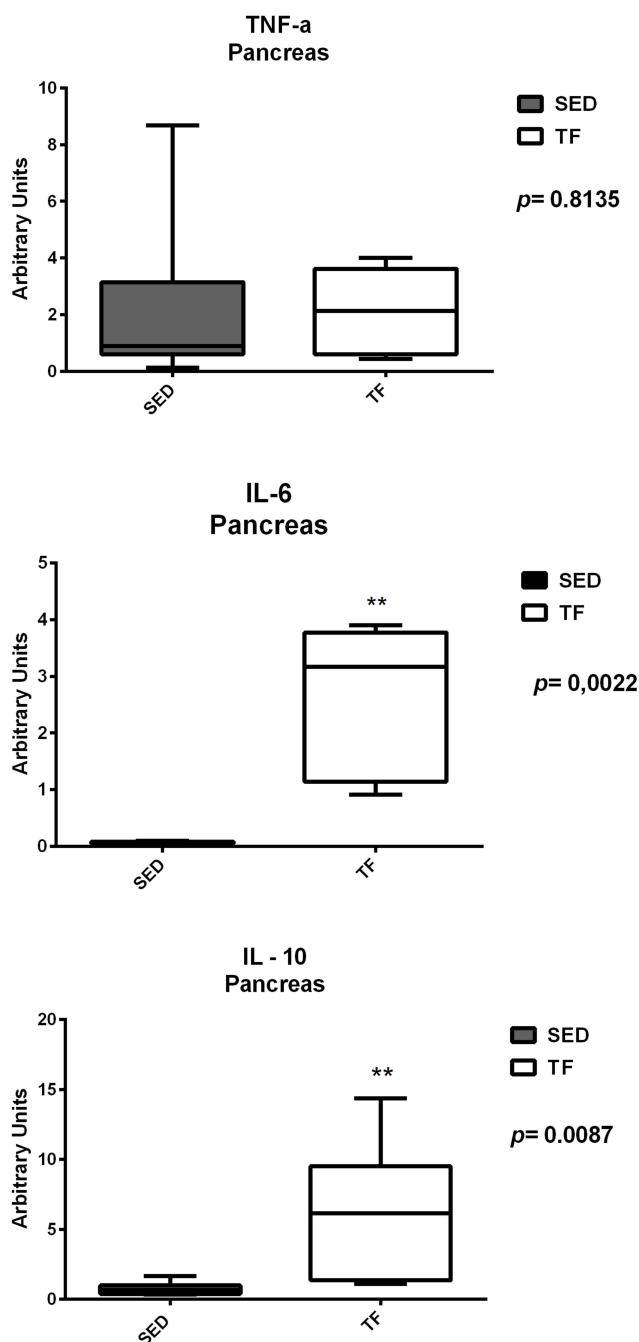 TNF-a
Pancreas
10
8
6
4
2
0
Arbitrary Units
SED
TF
SED
TF
p= 0.8135
IL-6
Pancreas
5
4
3
2
1
0
Arbitrary Units
**
SED
TF
SED
TF
p= 0,0022
IL - 10
Pancreas
20
15
10
5
0
Arbitrary Units
**
SED
TF
SED
TF
p= 0.0087